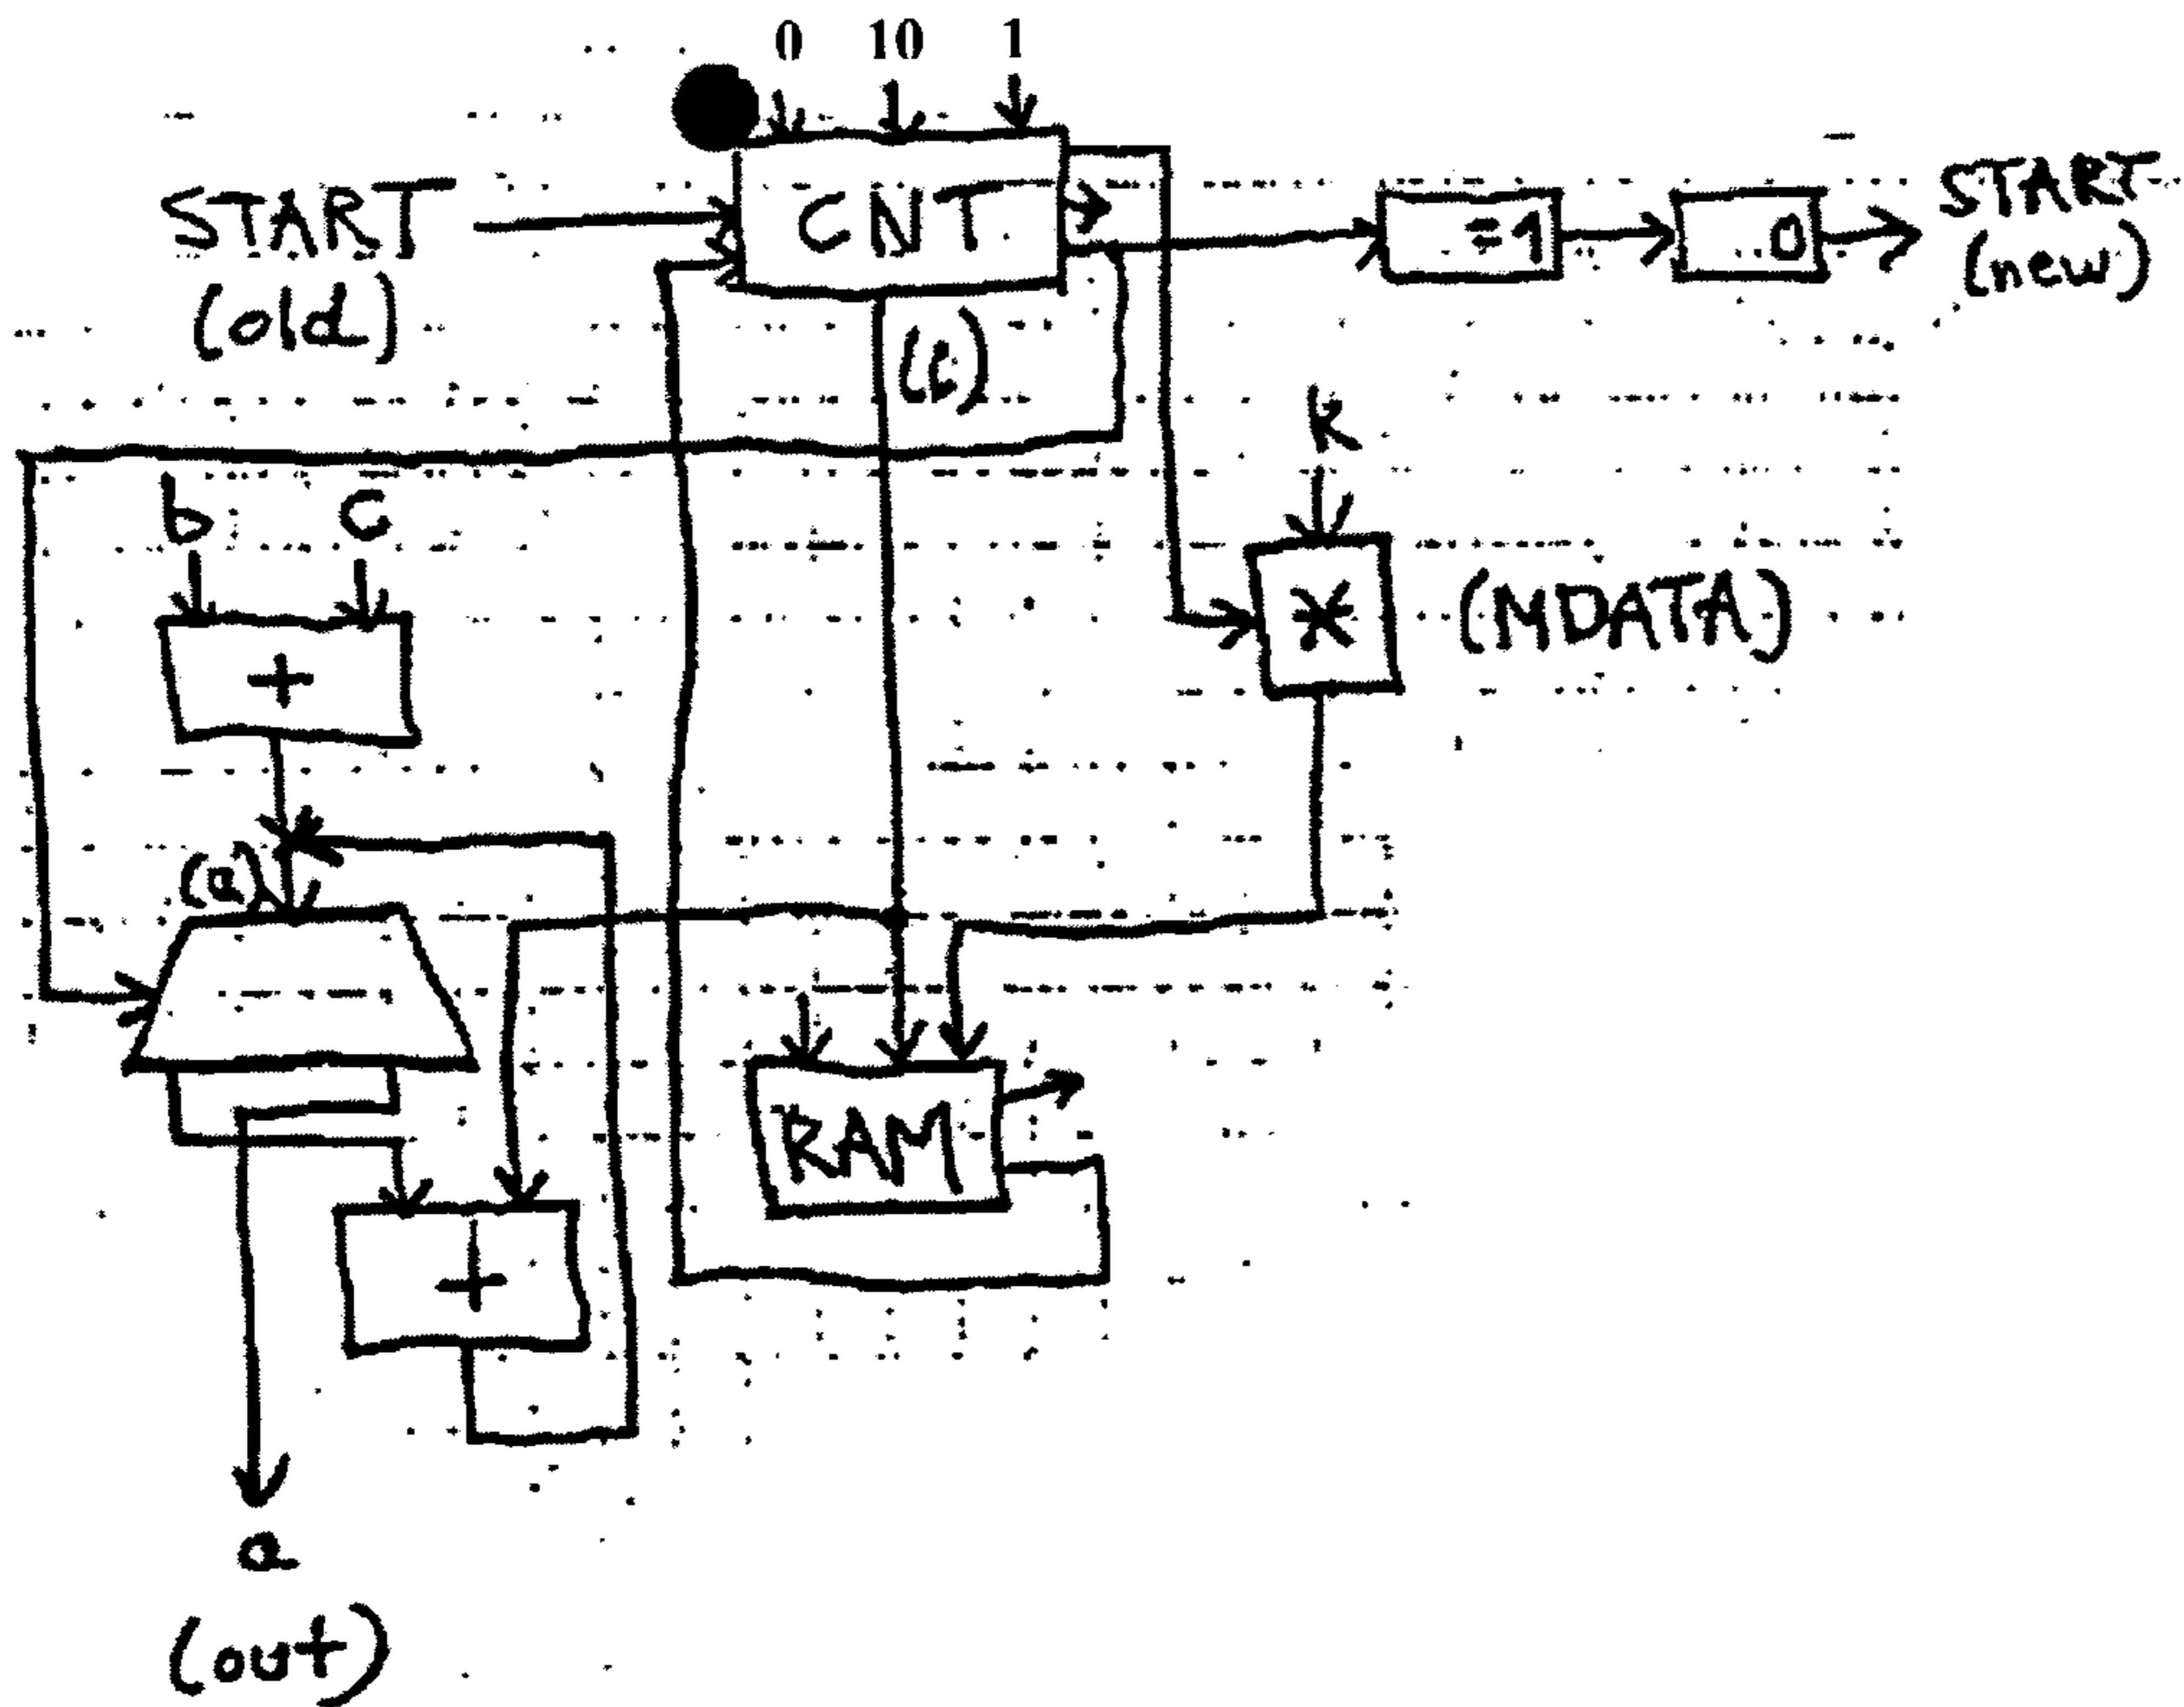 0 10 1
START
(old)
CNT
=1
0
START
(new)
k
b c
+
*
(MDATA)
(a)
RAM
+
a
(out)